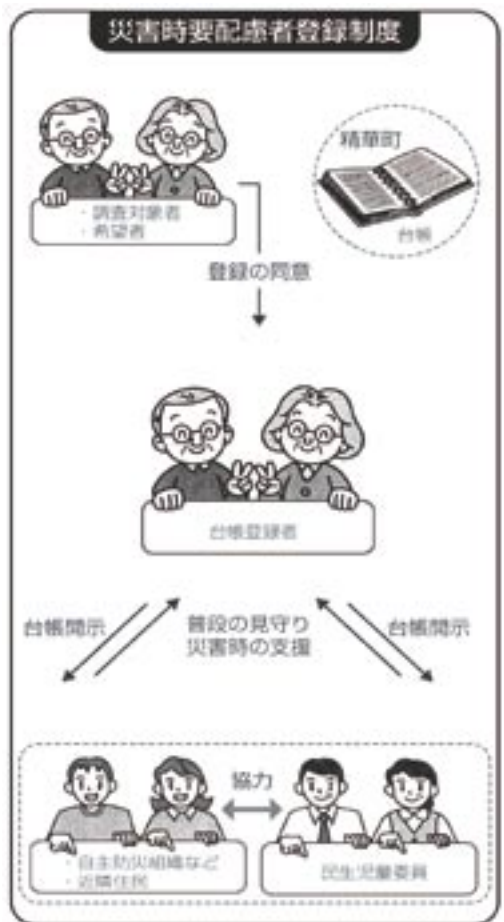 災害時要配慮者登録制度
精華町
台帳
・調査対象者
・希望者
登録の同意
台帳登録者
台帳開示
普段の見守り
災害時の支援
台帳開示
協力
・自主防災組織など
・近隣住民
民生児童委員